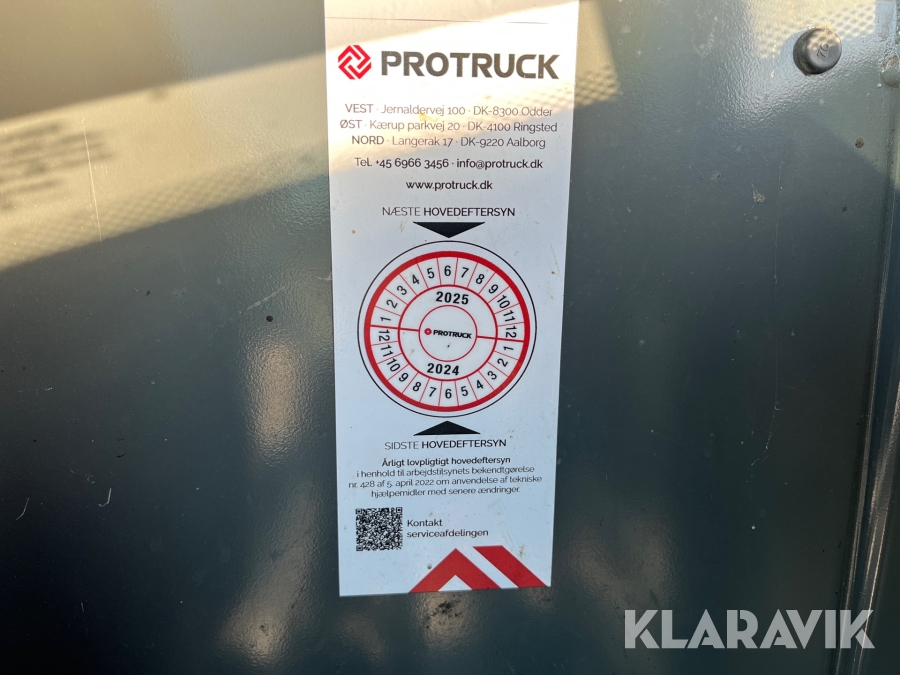 PROTRUCK
VEST · Jernaldervej 100 · DK-8300 Odder
ØST · Kærup parkvej 20 · DK-4100 Ringsted
NORD · Langerak 17 · DK-9220 Aalborg
Tel. +45 6966 3456 · info@protruck.dk
www.protruck.dk
NÆSTE HOVEDEFTERSYN
1 2 3 4 5 6 7 8 9 10 11 12
2025
PROTRUCK
2024
12 11 10 9 8 7 6 5 4 3 2 1
SIDSTE HOVEDEFTERSYN
Årligt lovpligtigt hovedeftersyn
i henhold til arbejdstilsynets bekendtgørelse
nr. 428 af 5. april 2022 om anvendelse af tekniske
hjælpemidler med senere ændringer.
Kontakt
serviceafdelingen
KLARAVIK